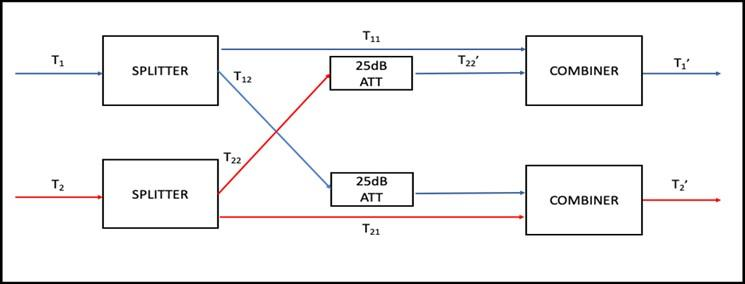 T₁
SPLITTER
T₁₁
T₁₂
25dB
ATT
T₂₂'
COMBINER
T₁'
T₂
SPLITTER
T₂₂
25dB
ATT
T₂₁
COMBINER
T₂'